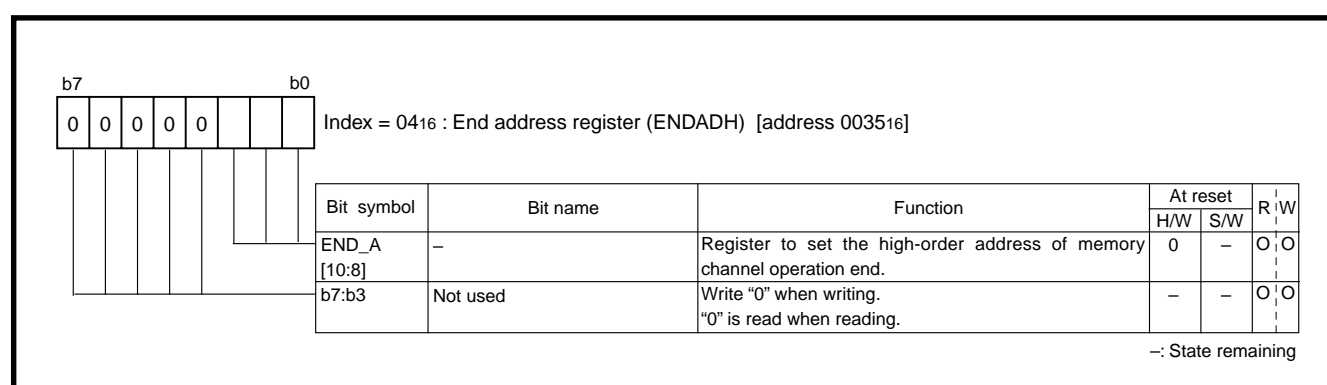 b7 b0
0 0 0 0 0 Index = 0416 : End address register (ENDADH) [address 003516]
Bit symbol Bit name Function At reset R W
H/W S/W
END_A – Register to set the high-order address of memory 0 – O O
[10:8] channel operation end.
b7:b3 Not used Write “0” when writing. – – O O
“0” is read when reading.
–: State remaining